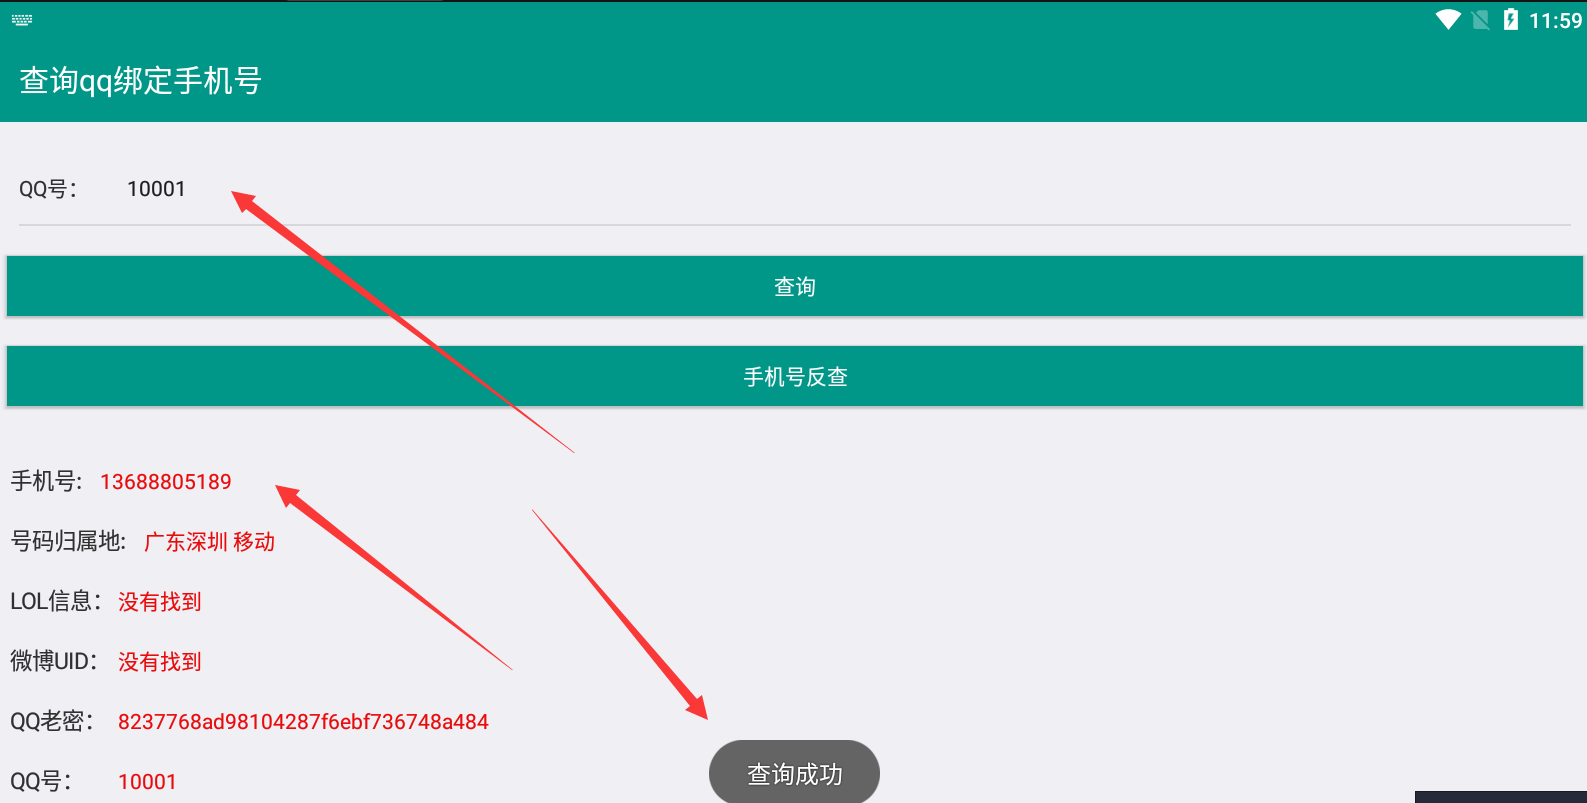 11:59
查询qq绑定手机号
QQ号： 10001
查询
手机号反查
手机号: 13688805189
号码归属地: 广东深圳 移动
LOL信息： 没有找到
微博UID： 没有找到
QQ老密： 8237768ad98104287f6ebf736748a484
QQ号： 10001
查询成功